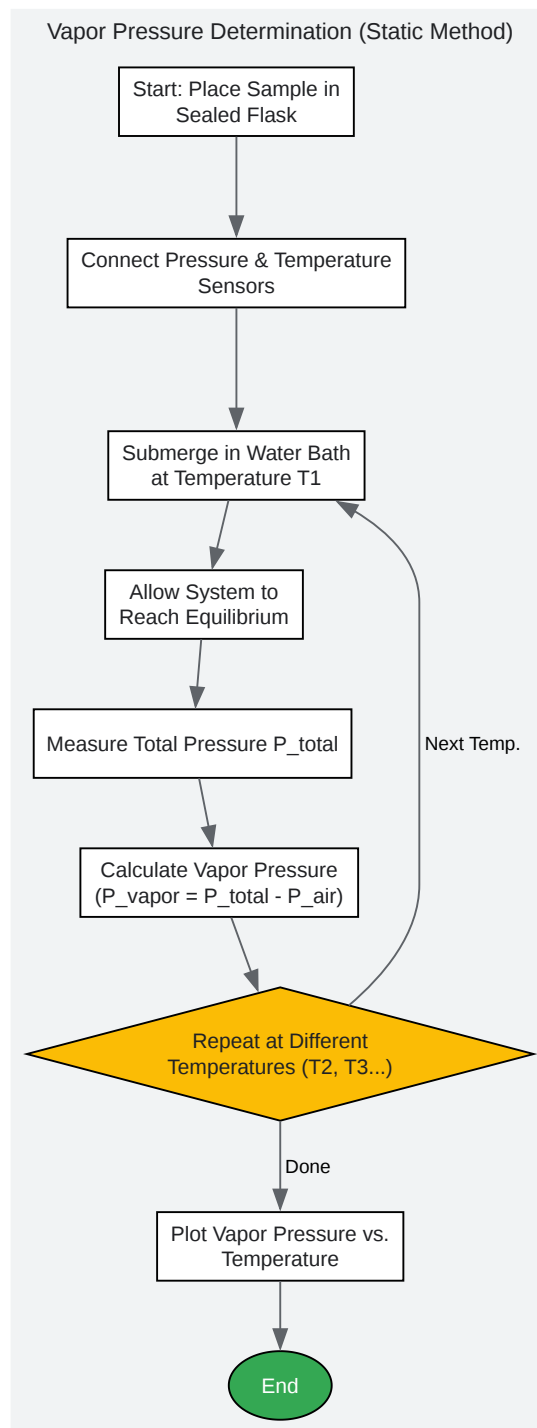 Vapor Pressure Determination (Static Method)
Start: Place Sample in
Sealed Flask
Connect Pressure & Temperature
Sensors
Submerge in Water Bath
at Temperature T1
Allow System to
Reach Equilibrium
Measure Total Pressure P_total
Next Temp.
Calculate Vapor Pressure
(P_vapor = P_total - P_air)
Repeat at Different
Temperatures (T2, T3...)
Done
Plot Vapor Pressure vs.
Temperature
End